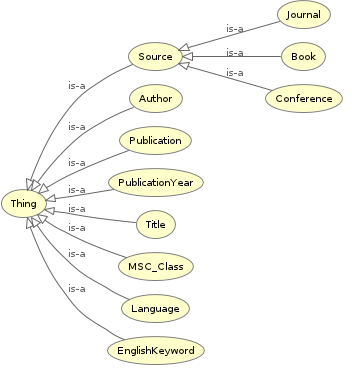 Journal
is-a
Source
is-a
Book
is-a
Conference
is-a
Author
is-a
Publication
is-a
PublicationYear
is-a
Thing
is-a
Title
is-a
MSC_Class
is-a
Language
is-a
EnglishKeyword